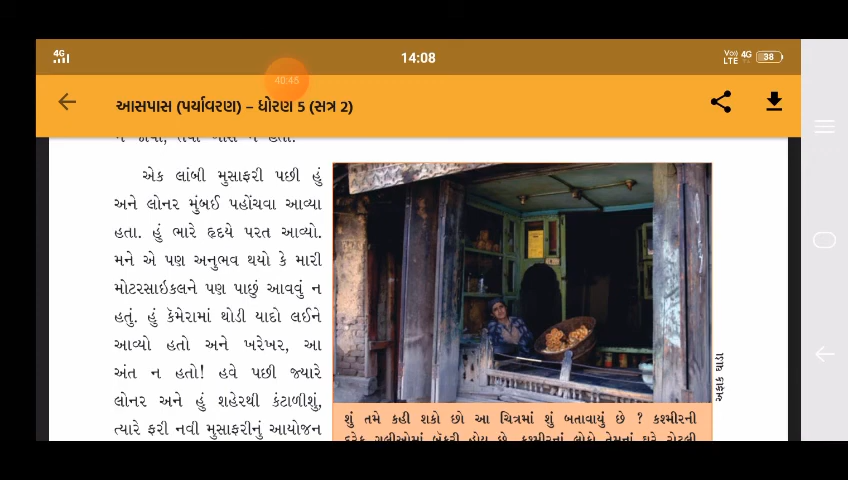 4G
14:08
VoD
LTE
4G
38
40:45
આસપાસ (પર્યાવરણ) – ધોરણ 5 (સત્ર 2)
એક લાંબી મુસાફરી પછી હું
અને લોનર મુંબઈ પહોંચવા આવ્યા
હતા. હું ભારે હૃદયે પરત આવ્યો.
મને એ પણ અનુભવ થયો કે મારી
મોટરસાઇકલને પણ પાછું આવવું ન
હતું. હું કૅમેરામાં થોડી યાદો લઈને
આવ્યો હતો અને ખરેખર, આ
અંત ન હતો! હવે પછી જ્યારે
લોનર અને હું શહેરથી કંટાળીશું,
ત્યારે ફરી નવી મુસાફરીનું આયોજન
શું તમે કહી શકો છો આ ચિત્રમાં શું બતાવાયું છે ? કશ્મીરની